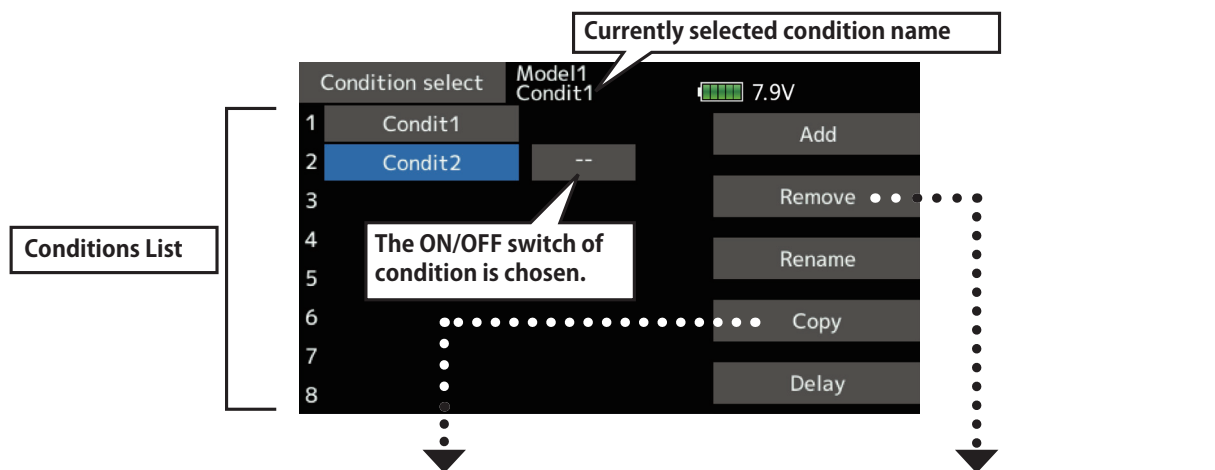 Currently selected condition name
Condition select
Model1
Condit1
7.9V
1 Condit1
Add
2 Condit2 --
3
Remove
Conditions List
4
The ON/OFF switch of
condition is chosen.
Rename
5
6
Copy
7
8
Delay